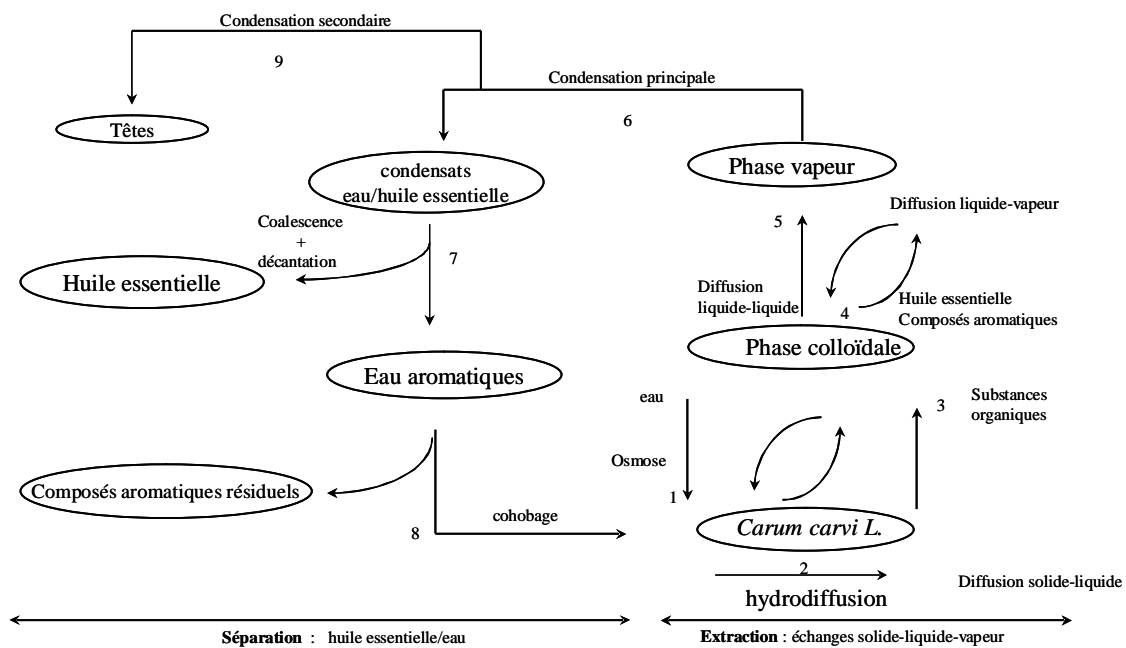 Condensation secondaire
9
Condensation principale
6
Têtes
condensats
eau/huile essentielle
Phase vapeur
Coalescence
+
décantation
7
5
Diffusion liquide-vapeur
Huile essentielle
Diffusion
liquide-liquide
4
Huile essentielle
Composés aromatiques
Phase colloïdale
Eau aromatiques
eau
3
Substances
organiques
Osmose
1
Composés aromatiques résiduels
8
cohobage
Carum carvi L.
2
hydrodiffusion
Diffusion solide-liquide
Séparation : huile essentielle/eau
Extraction : échanges solide-liquide-vapeur